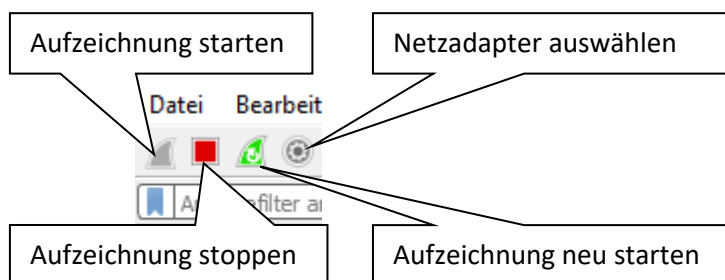 Aufzeichnung starten
Netzadapter auswählen
Datei Bearbeit
Aufzeichnung stoppen
Aufzeichnung neu starten